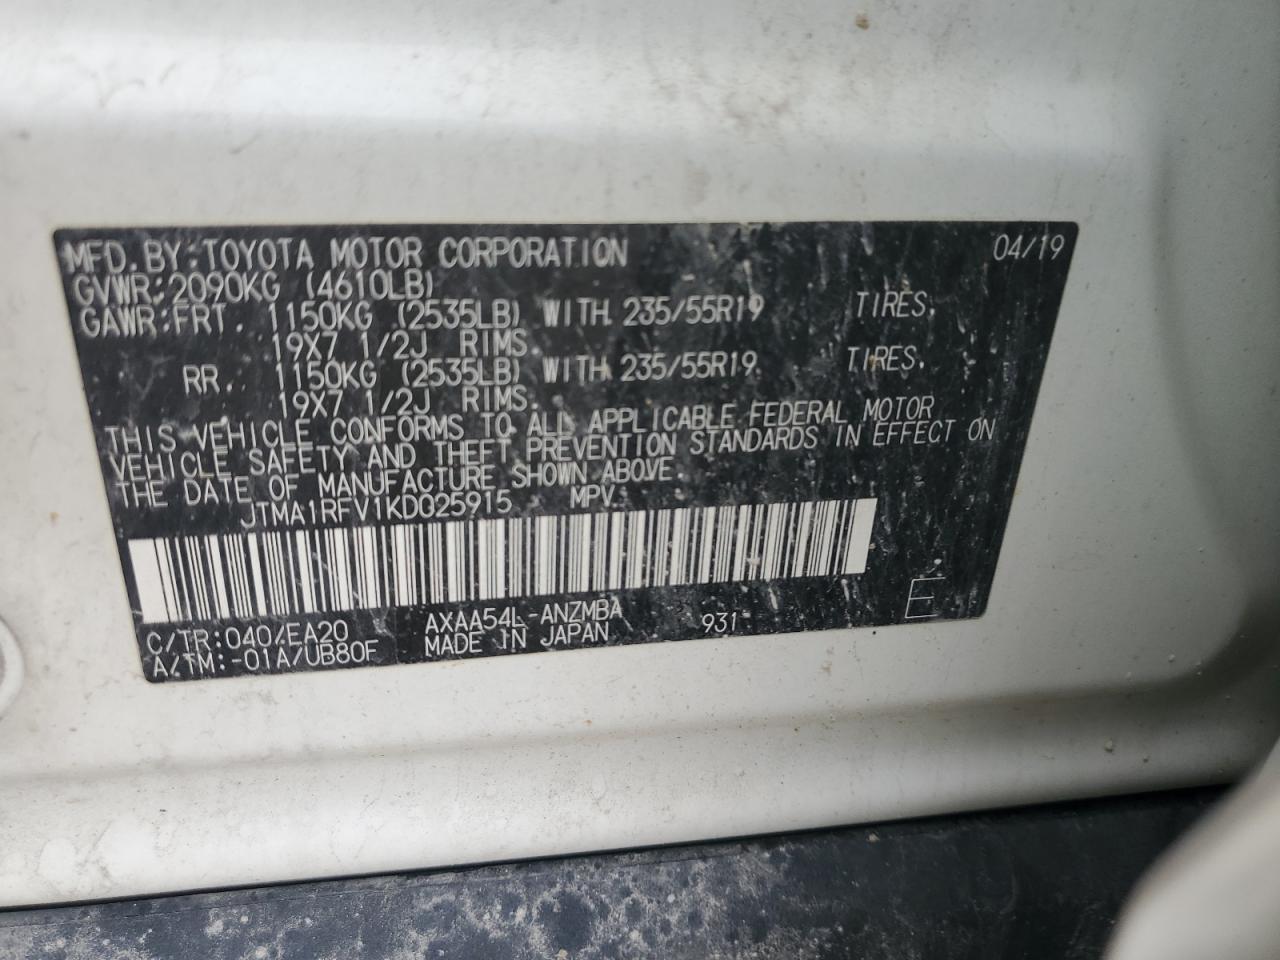 MFD.BY:TOYOTA MOTOR CORPORATION 04/19
GVWR:2090KG (4610LB)
GAWR:FRT. 1150KG (2535LB) WITH 235/55R19 TIRES,
19X7 1/2J RIMS.
RR. 1150KG (2535LB) WITH 235/55R19 TIRES,
19X7 1/2J RIMS.
THIS VEHICLE CONFORMS TO ALL APPLICABLE FEDERAL MOTOR
VEHICLE SAFETY AND THEFT PREVENTION STANDARDS IN EFFECT ON
THE DATE OF MANUFACTURE SHOWN ABOVE.
JTMA1RFV1KD025915 MPV
C/TR:040/EA20 AXAA54L-ANZMBA 931 E
A/TM:-01A/UB80F MADE IN JAPAN